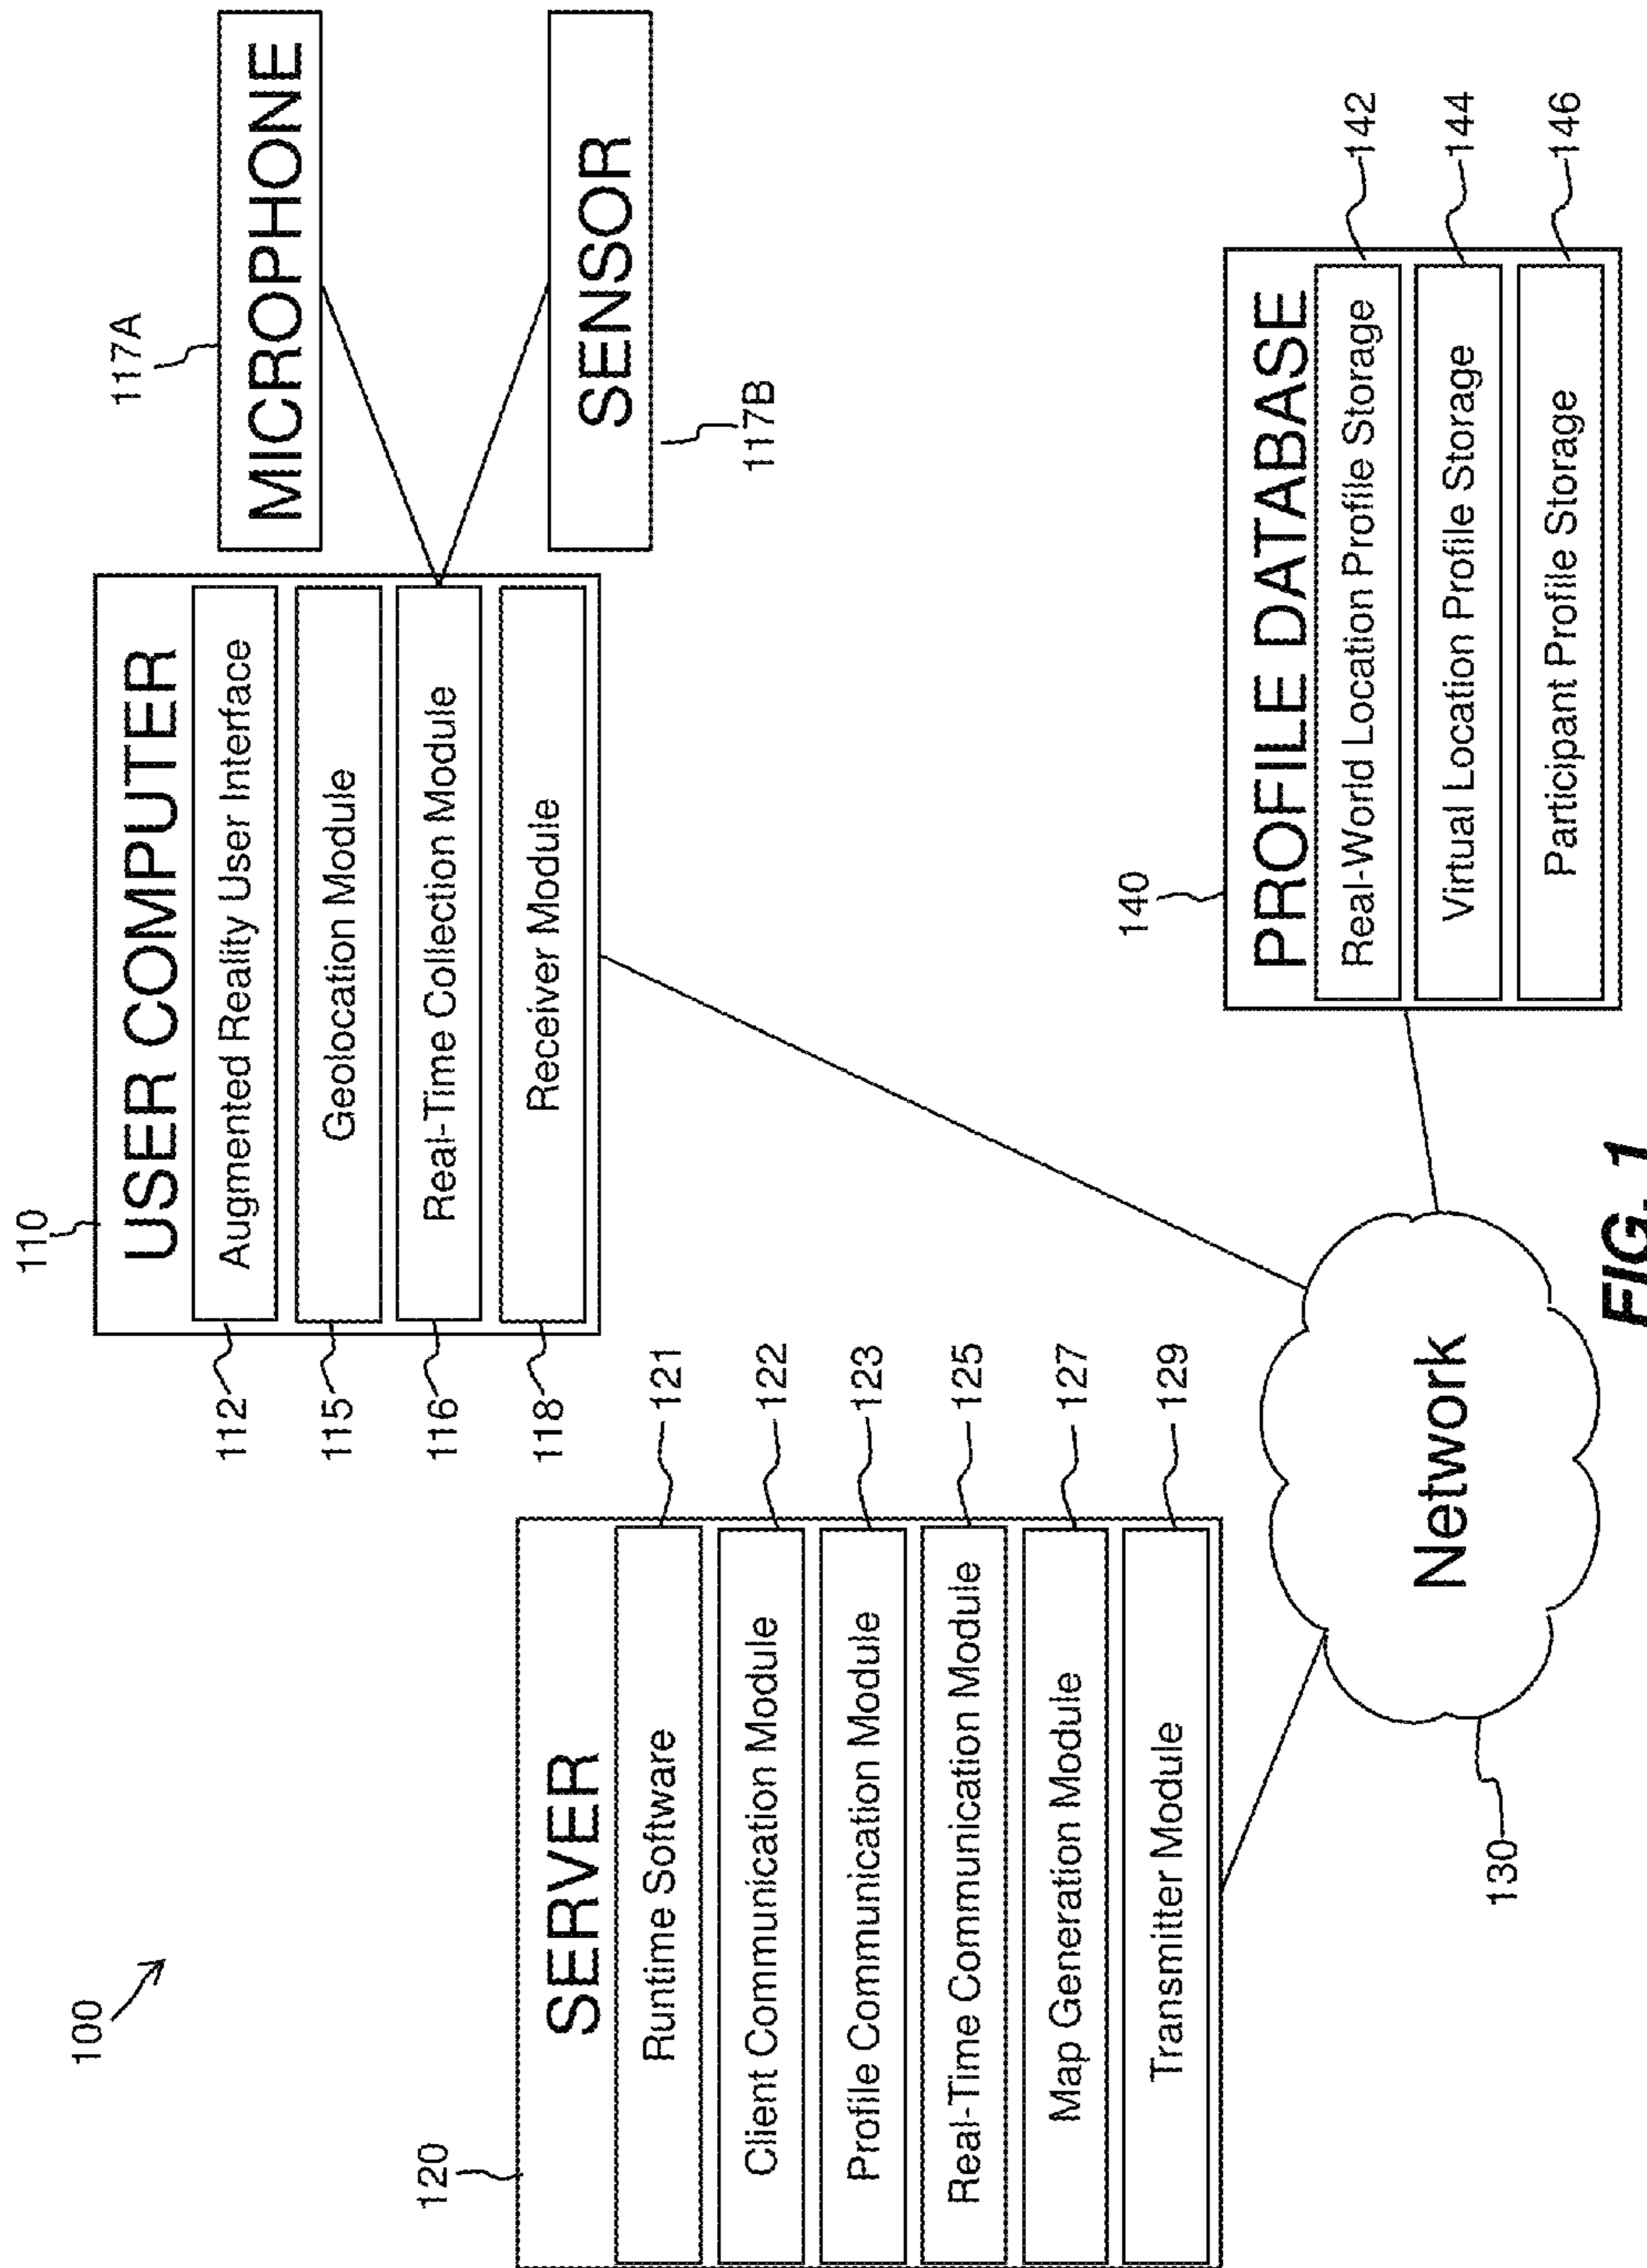 100
110
USER COMPUTER
112
Augmented Reality User Interface
115
Geolocation Module
116
Real-Time Collection Module
118
Receiver Module
117A
MICROPHONE
SENSOR
117B
120
SERVER
Runtime Software
121
Client Communication Module
122
Profile Communication Module
123
Real-Time Communication Module
125
Map Generation Module
127
Transmitter Module
129
Network
130
140
PROFILE DATABASE
Real-World Location Profile Storage
142
Virtual Location Profile Storage
144
Participant Profile Storage
146
FIG. 1